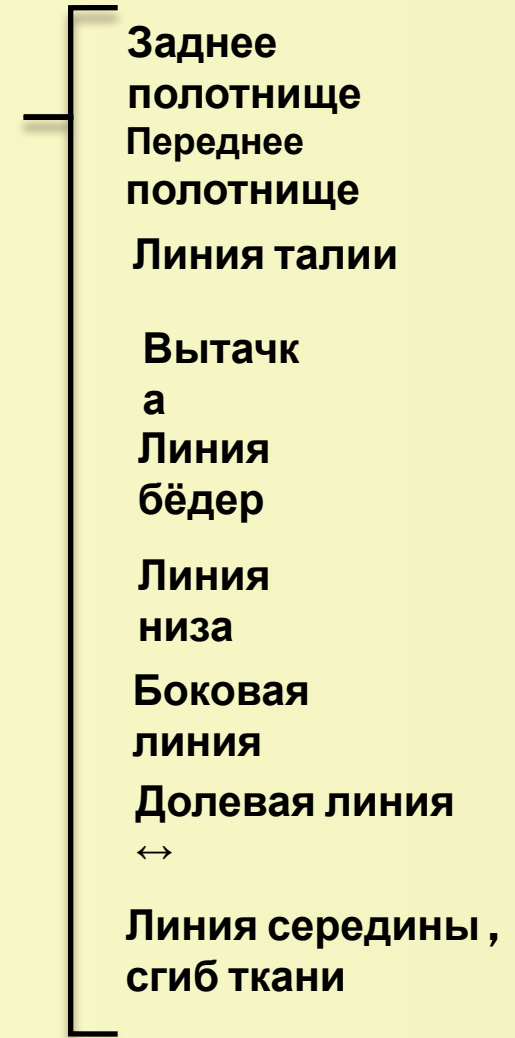 Заднее
полотнище
Переднее
полотнище
Линия талии
Вытачк
а
Линия
бёдер
Линия
низа
Боковая
линия
Долевая линия
↔
Линия середины ,
сгиб ткани